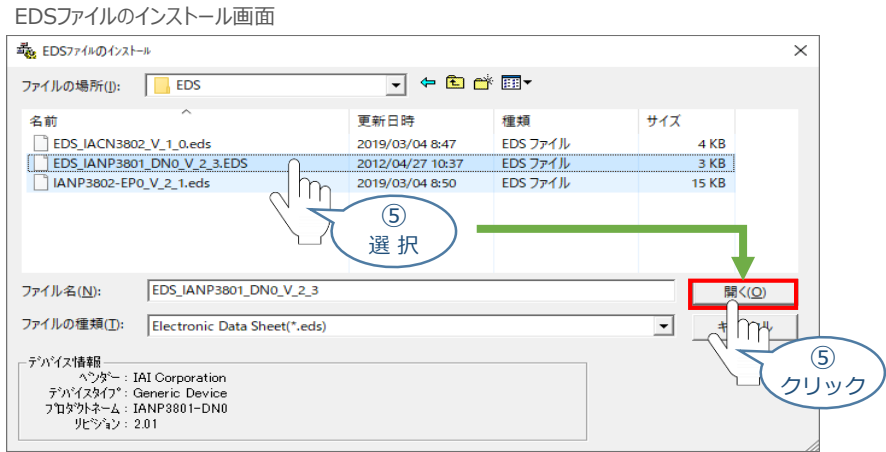 EDSファイルのインストール画面
EDSファイルのインストール
ファイルの場所(I):
EDS
名前
更新日時
種類
サイズ
EDS_IACN3802_V_1_0.eds 2019/03/04 8:47 EDS ファイル 4 KB
EDS_IANP3801_DN0_V_2_3.EDS 2012/04/27 10:37 EDS ファイル 3 KB
IANP3802-EP0_V_2_1.eds 2019/03/04 8:50 EDS ファイル 15 KB
⑤
選 択
ファイル名(N):
EDS_IANP3801_DN0_V_2_3
開く(O)
ファイルの種類(T):
Electronic Data Sheet(*.eds)
⑤
クリック
デバイス情報
ベンダー : IAI Corporation
デバイスタイプ : Generic Device
プロダクトネーム : IANP3801-DN0
リビジョン : 2.01